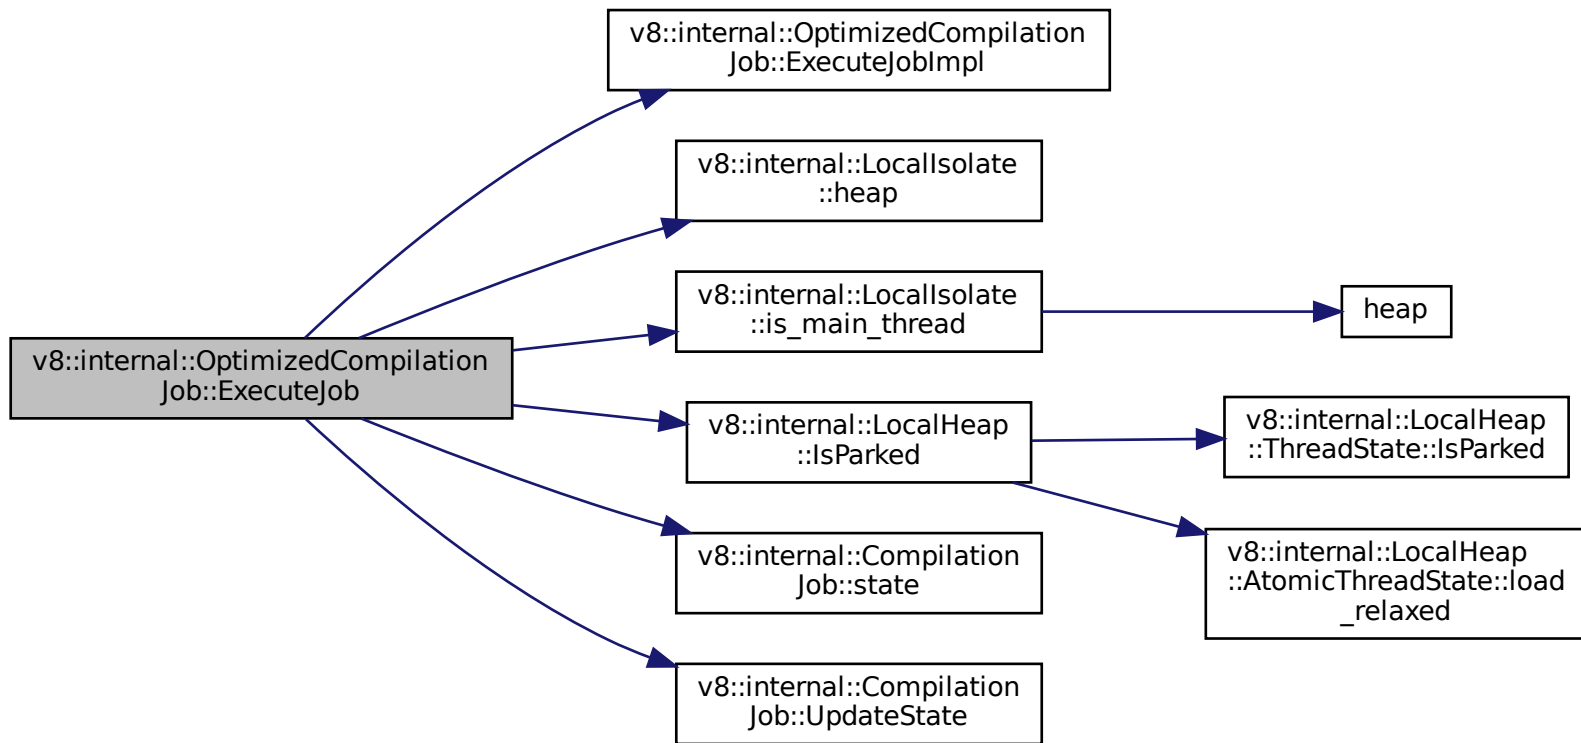 v8::internal::OptimizedCompilation
Job::ExecuteJobImpl
v8::internal::LocalIsolate
::heap
v8::internal::LocalIsolate
::is_main_thread
heap
v8::internal::OptimizedCompilation
Job::ExecuteJob
v8::internal::LocalHeap
::IsParked
v8::internal::LocalHeap
::ThreadState::IsParked
v8::internal::LocalHeap
::AtomicThreadState::load
_relaxed
v8::internal::Compilation
Job::state
v8::internal::Compilation
Job::UpdateState